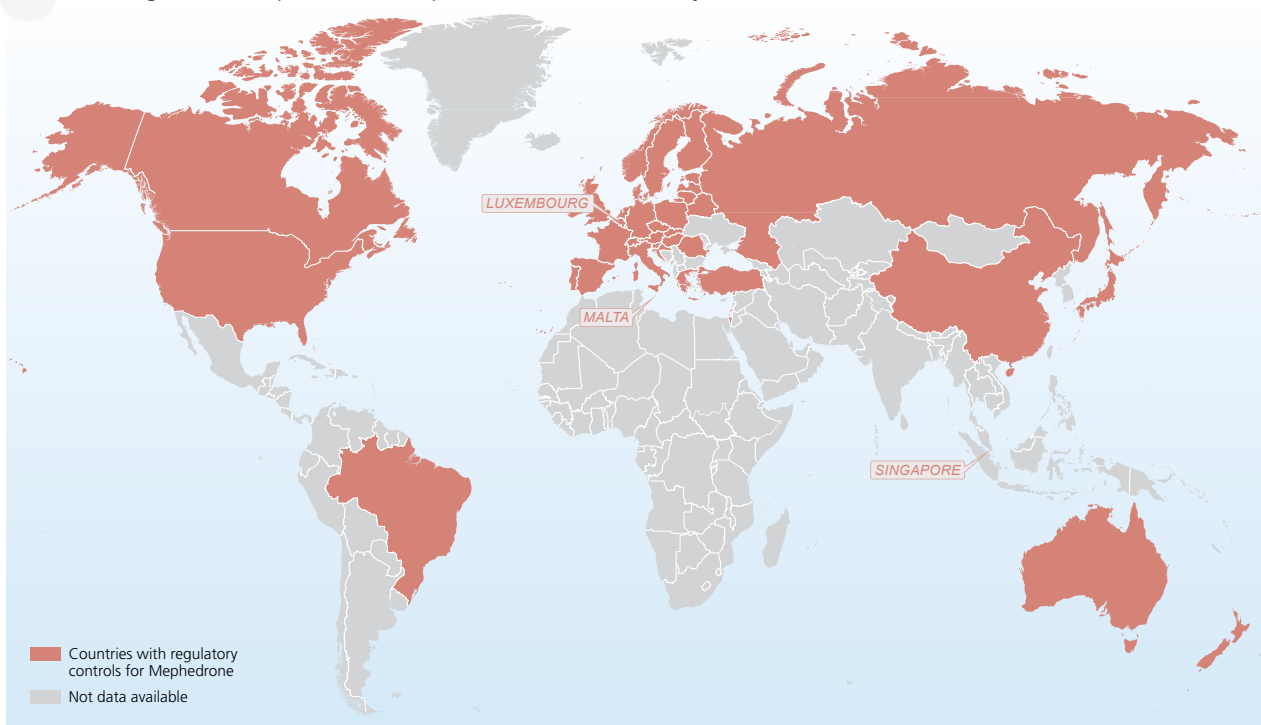 LUXEMBOURG
MALTA
SINGAPORE
Countries with regulatory
controls for Mephedrone
Not data available